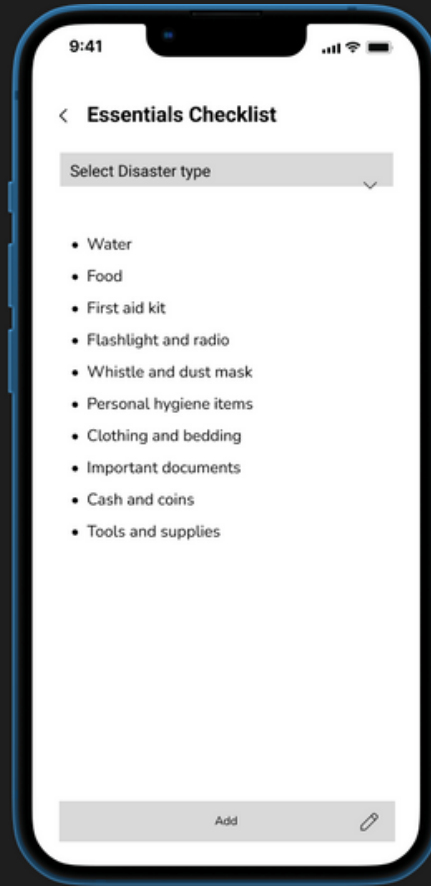 9:41
Essentials Checklist
Select Disaster type
• Water
• Food
• First aid kit
• Flashlight and radio
• Whistle and dust mask
• Personal hygiene items
• Clothing and bedding
• Important documents
• Cash and coins
• Tools and supplies
Add